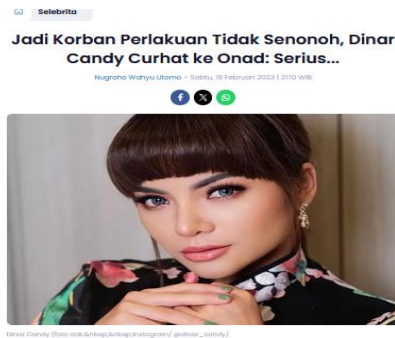 Selebrita
Jadi Korban Perlakuan Tidak Senonoh, Dinar
Candy Curhat ke Onad: Serius...
Nugroho Wahyu Utomo - Sabtu, 18 Februari 2023 | 21:10 WIB
Dinar Candy (foto: dok.&nbsp;&nbsp;Instagram/ @dinar_candy/).